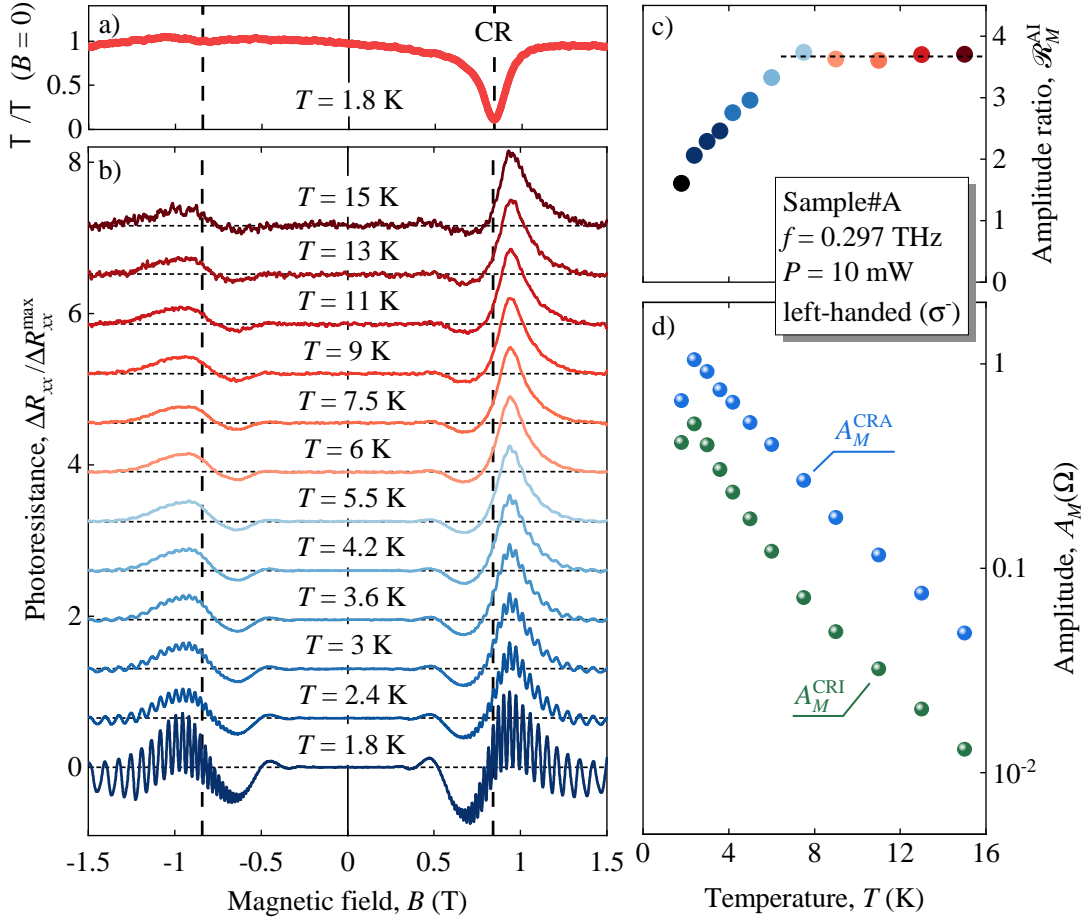 a)
CR
T = 1.8 K
T /T (B = 0)
1
0.5
0
b)
T = 15 K
T = 13 K
T = 11 K
T = 9 K
T = 7.5 K
T = 6 K
T = 5.5 K
T = 4.2 K
T = 3.6 K
T = 3 K
T = 2.4 K
T = 1.8 K
Photoresistance, ΔR_xx/ΔR_xx^max
8
6
4
2
0
-1.5 -1 -0.5 0 0.5 1 1.5
Magnetic field, B (T)
c)
4
3
2
1
0
Amplitude ratio, ℛ_M^AI
Sample#A
f = 0.297 THz
P = 10 mW
left-handed (σ⁻)
d)
A_M^CRA
A_M^CRI
1
0.1
10⁻²
Amplitude, A_M(Ω)
0 4 8 12 16
Temperature, T (K)